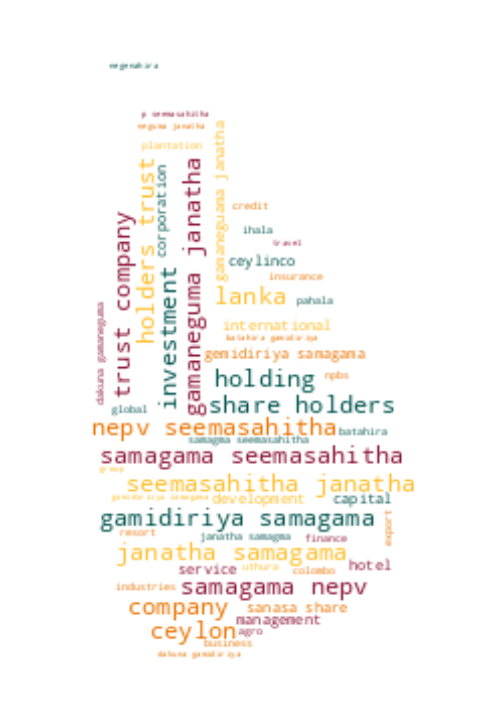 negenahira
p seemasahitha
neguma janatha
plantation
trust company
holders trust
corporation
investment
gamaneguma janatha
gamaneguama janatha
credit
ihala
travel
ceylinco
insurance
lanka
pahala
international
batahira gamidiriya
gemidiriya samagama
dakuna gamaneguma
holding
npbs
global
share holders
nepv seemasahitha
batahira
samagma seemasahitha
samagama seemasahitha
group
seemasahitha janatha
gamidiriya samagama
development
capital
gamidiriya samagama
export
resort
janatha samagma
finance
janatha samagama
service
uthura
colombo
hotel
industries
samagama nepv
company
sanasa share
management
ceylon
agro
business
dakuna gamidiriya